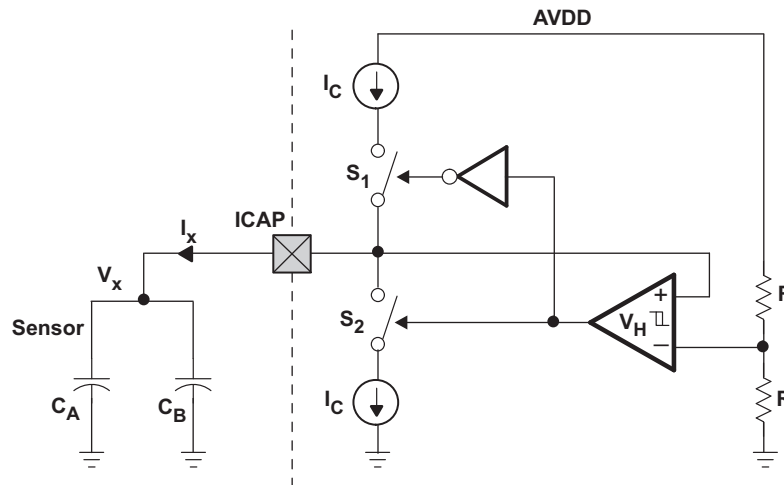 AVDD
I_C
S_1
ICAP
I_x
V_x
Sensor
S_2
+
V_H
−
R
R
C_A
C_B
I_C